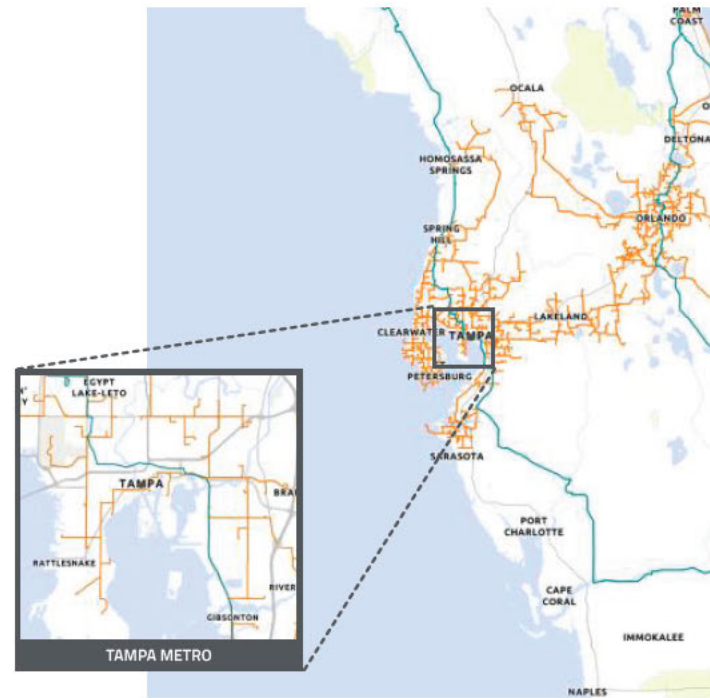 PALM
COAST
OCALA
DELTONA
HOMOSASSA
SPRINGS
ORLANDO
SPRING
HILL
LAKELAND
CLEARWATER
TAMPA
PETERSBURG
SARASOTA
PORT
CHARLOTTE
CAPE
CORAL
IMMOKALEE
NAPLES
EGYPT
LAKE-LETO
Y
TAMPA
BRA
RATTLESNAKE
RIVER
GIBSONTON
TAMPA METRO